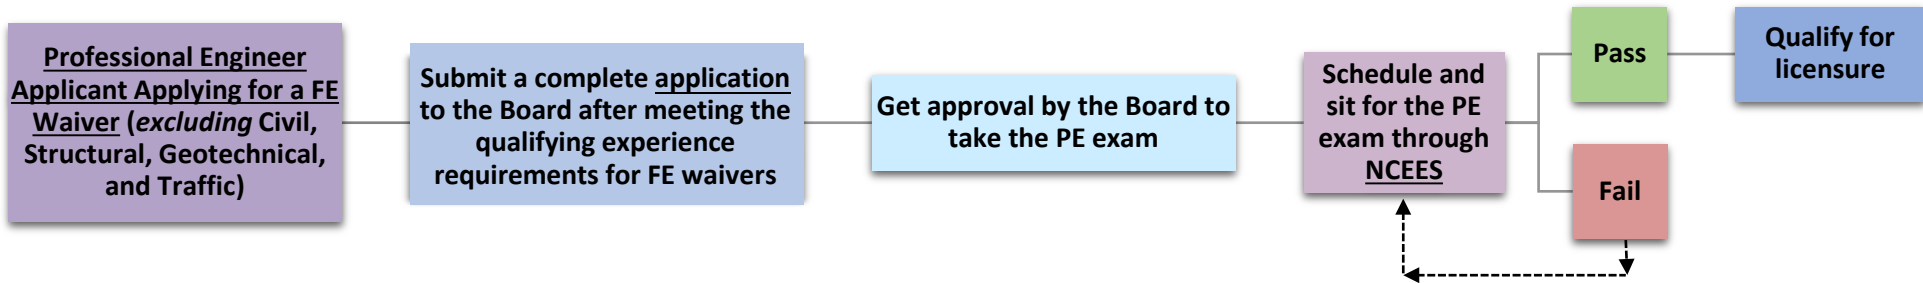 Professional Engineer
Applicant Applying for a FE
Waiver (excluding Civil,
Structural, Geotechnical,
and Traffic)
Submit a complete application
to the Board after meeting the
qualifying experience
requirements for FE waivers
Get approval by the Board to
take the PE exam
Schedule and
sit for the PE
exam through
NCEES
Pass
Fail
Qualify for
licensure